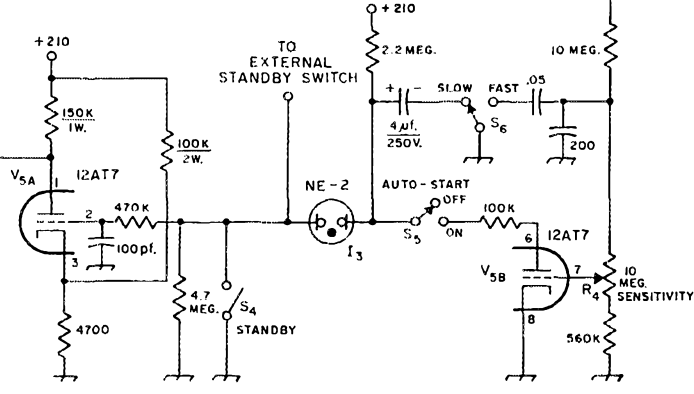 +210
+210
TO
EXTERNAL
STANDBY SWITCH
2.2 MEG.
10 MEG.
150K
1W.
100K
2W.
+ -
SLOW
FAST
.05
4µf.
250V.
S6
200
V5A
1
12AT7
NE-2
AUTO-START
OFF
2
470K
100pf.
I3
S5
ON
100K
3
6
12AT7
V5B
7
R4
10
MEG.
SENSITIVITY
8
4700
4.7
MEG.
S4
STANDBY
560K